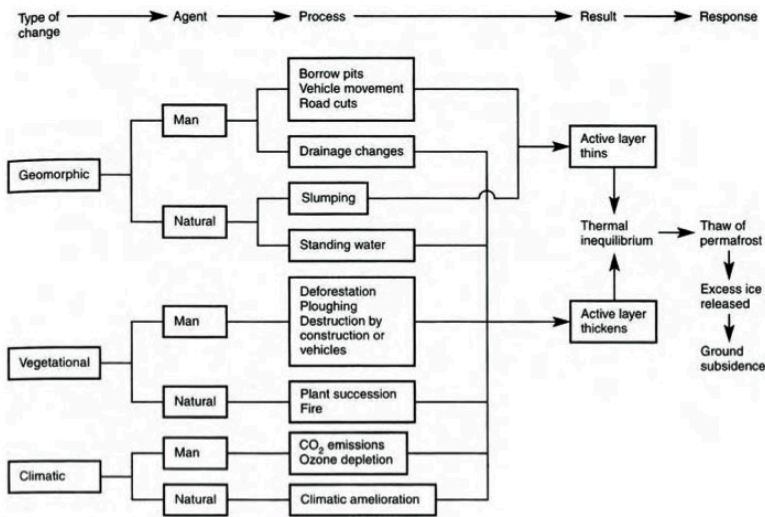 Type of change
Agent
Process
Result
Response
Geomorphic
Man
Borrow pits
Vehicle movement
Road cuts
Drainage changes
Natural
Slumping
Standing water
Active layer
thins
Thermal
inequilibrium
Thaw of
permafrost
Excess ice
released
Ground
subsidence
Active layer
thickens
Vegetational
Man
Deforestation
Ploughing
Destruction by
construction or
vehicles
Natural
Plant succession
Fire
Climatic
Man
CO₂ emissions
Ozone depletion
Natural
Climatic amelioration